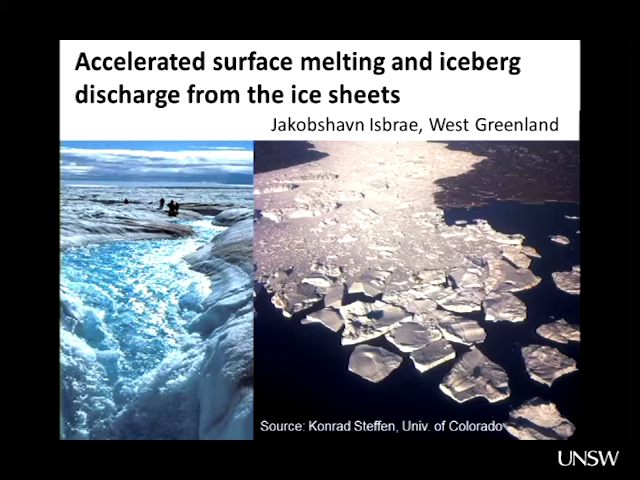 Accelerated surface melting and iceberg
discharge from the ice sheets
Jakobshavn Isbrae, West Greenland
Source: Konrad Steffen, Univ. of Colorado
UNSW